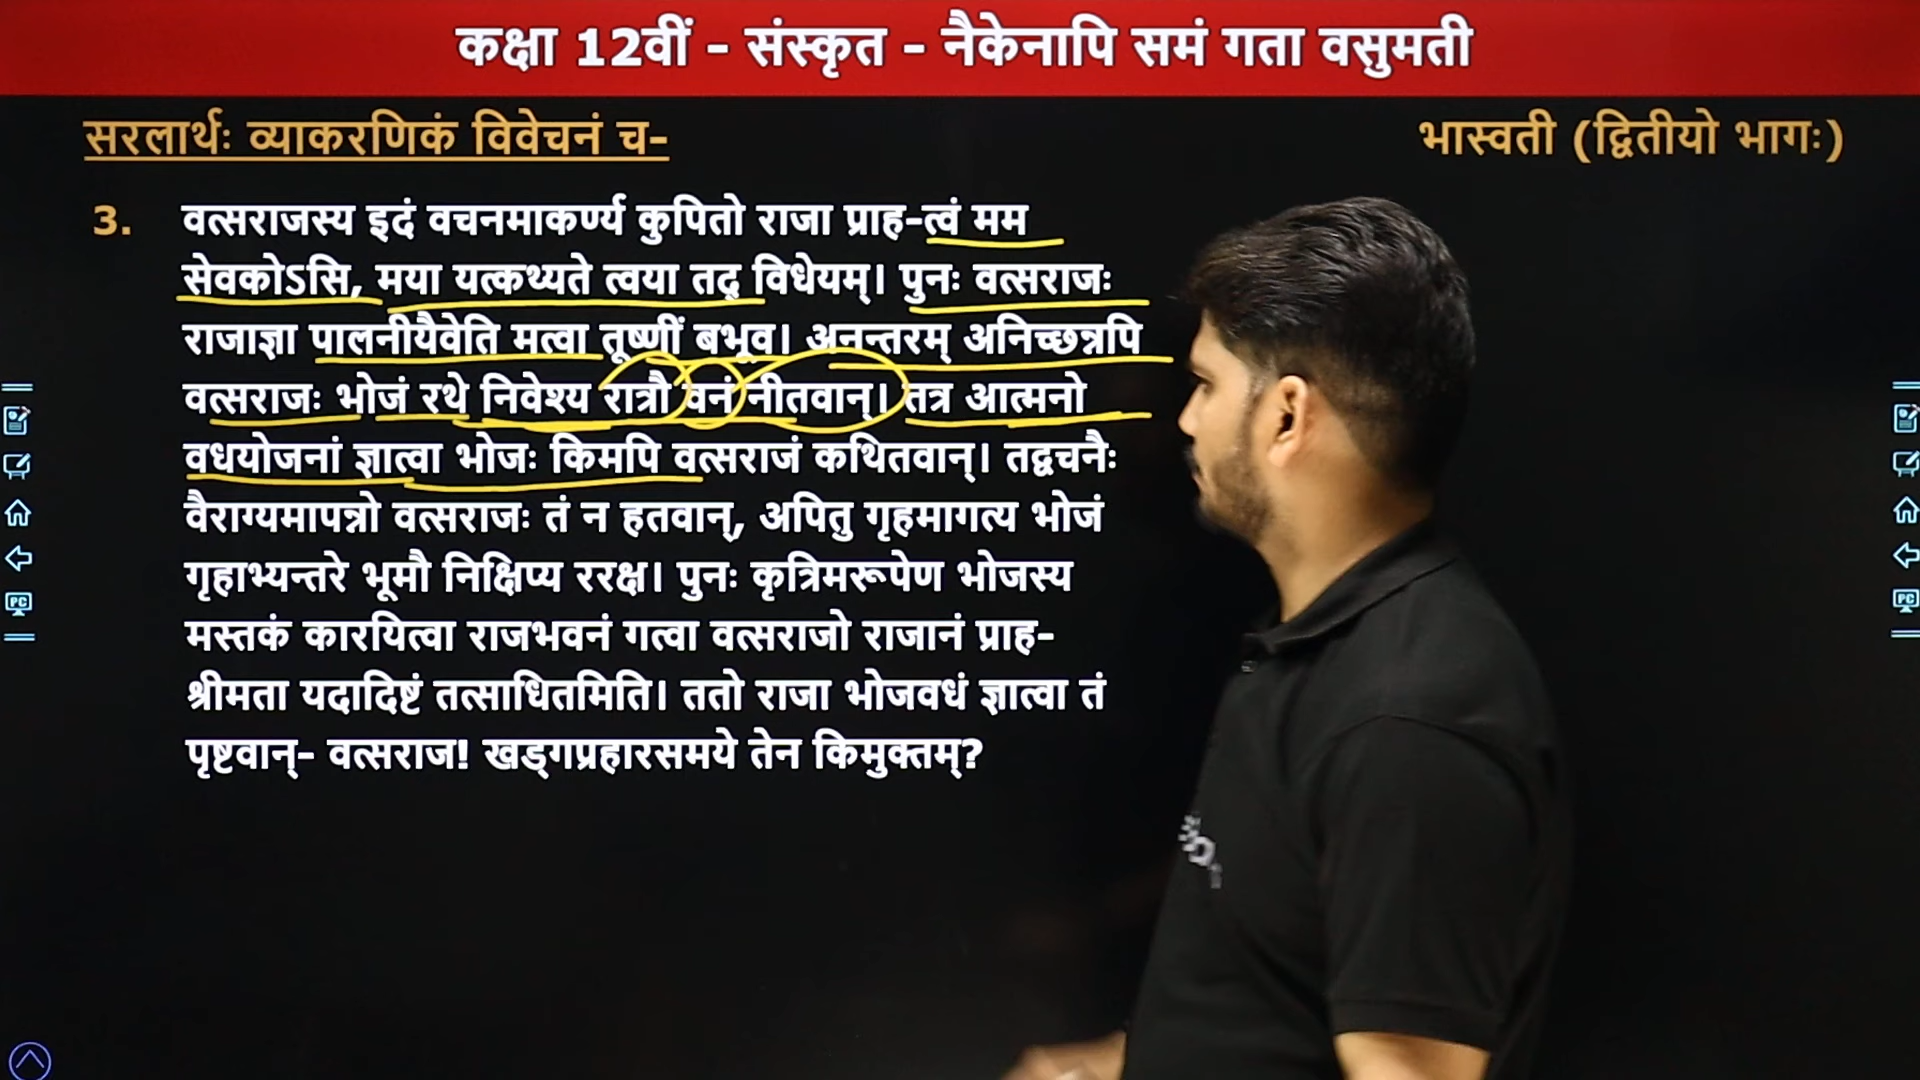 कक्षा 12वीं - संस्कृत - नैकेनापि समं गता वसुमती
सरलार्थः व्याकरणिकं विवेचनं च-
भास्वती (द्वितीयो भागः)
3. वत्सराजस्य इदं वचनमाकर्ण्य कुपितो राजा प्राह-त्वं मम
सेवकोऽसि, मया यत्कथ्यते त्वया तद् विधेयम्। पुनः वत्सराजः
राजाज्ञा पालनीयैवेति मत्वा तूष्णीं बभूव। अनन्तरम् अनिच्छन्नपि
वत्सराजः भोजं रथे निवेश्य रात्रौ वनं नीतवान्। तत्र आत्मनो
वधयोजनां ज्ञात्वा भोजः किमपि वत्सराजं कथितवान्। तद्वचनैः
वैराग्यमापन्नो वत्सराजः तं न हतवान्, अपितु गृहमागत्य भोजं
गृहाभ्यन्तरे भूमौ निक्षिप्य ररक्ष। पुनः कृत्रिमरूपेण भोजस्य
मस्तकं कारयित्वा राजभवनं गत्वा वत्सराजो राजानं प्राह-
श्रीमता यदादिष्टं तत्साधितमिति। ततो राजा भोजवधं ज्ञात्वा तं
पृष्टवान्- वत्सराज! खड्गप्रहारसमये तेन किमुक्तम्?
PC
PC